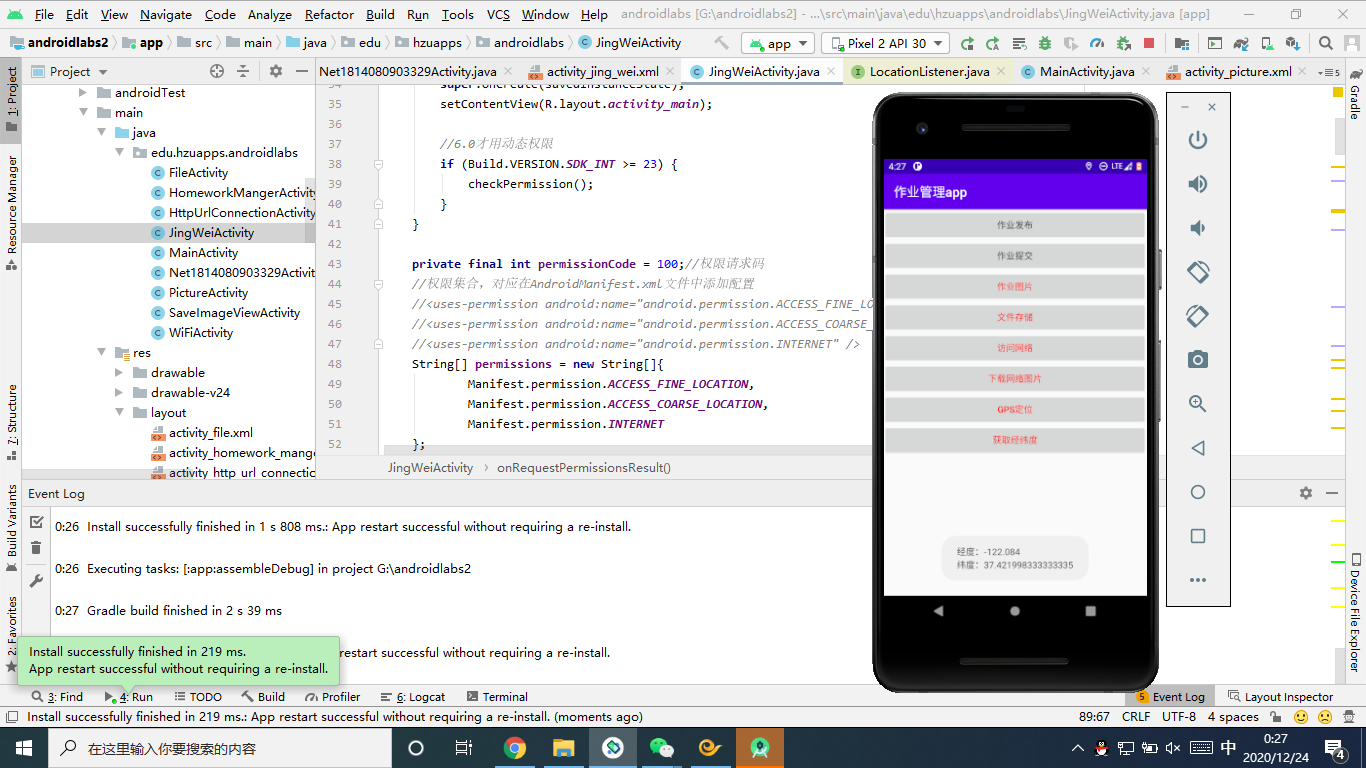 File Edit View Navigate Code Analyze Refactor Build Run Tools VCS Window Help androidlabs [G:\androidlabs2] - ...\src\main\java\edu\hzuapps\androidlabs\JingWeiActivity.java [app]
androidlabs2 app src main java edu hzuapps androidlabs JingWeiActivity app Pixel 2 API 30
Project
Net1814080903329Activity.java activity_jing_wei.xml JingWeiActivity.java LocationListener.java MainActivity.java activity_picture.xml
1: Project
Resource Manager
7: Structure
Build Variants
2: Favorites
androidTest
main
java
edu.hzuapps.androidlabs
FileActivity
HomeworkMangerActivity
HttpUrlConnectionActivity
JingWeiActivity
MainActivity
Net1814080903329Activit
PictureActivity
SaveImageViewActivity
WiFiActivity
res
drawable
drawable-v24
layout
activity_file.xml
activity_homework_mange
activity_http_url_connectio
34 super.onCreate(savedInstanceState);
35 setContentView(R.layout.activity_main);
36
37 //6.0才用动态权限
38 if (Build.VERSION.SDK_INT >= 23) {
39 checkPermission();
40 }
41 }
42
43 private final int permissionCode = 100;//权限请求码
44 //权限集合，对应在AndroidManifest.xml文件中添加配置
45 //<uses-permission android:name="android.permission.ACCESS_FINE_LO
46 //<uses-permission android:name="android.permission.ACCESS_COARSE_
47 //<uses-permission android:name="android.permission.INTERNET" />
48 String[] permissions = new String[]{
49 Manifest.permission.ACCESS_FINE_LOCATION,
50 Manifest.permission.ACCESS_COARSE_LOCATION,
51 Manifest.permission.INTERNET
52 };
JingWeiActivity onRequestPermissionsResult()
4:27 LTE
作业管理app
作业发布
作业提交
作业图片
文件存储
访问网络
下载网络图片
GPS定位
获取经纬度
经度：-122.084
纬度：37.421998333333335
Gradle
Device File Explorer
Event Log
0:26 Install successfully finished in 1 s 808 ms.: App restart successful without requiring a re-install.
0:26 Executing tasks: [:app:assembleDebug] in project G:\androidlabs2
0:27 Gradle build finished in 2 s 39 ms
restart successful without requiring a re-install.
Install successfully finished in 219 ms.
App restart successful without requiring a re-install.
3: Find 4: Run TODO Build Profiler 6: Logcat Terminal 5 Event Log Layout Inspector
Install successfully finished in 219 ms.: App restart successful without requiring a re-install. (moments ago) 89:67 CRLF UTF-8 4 spaces
在这里输入你要搜索的内容
中
0:27
2020/12/24
4